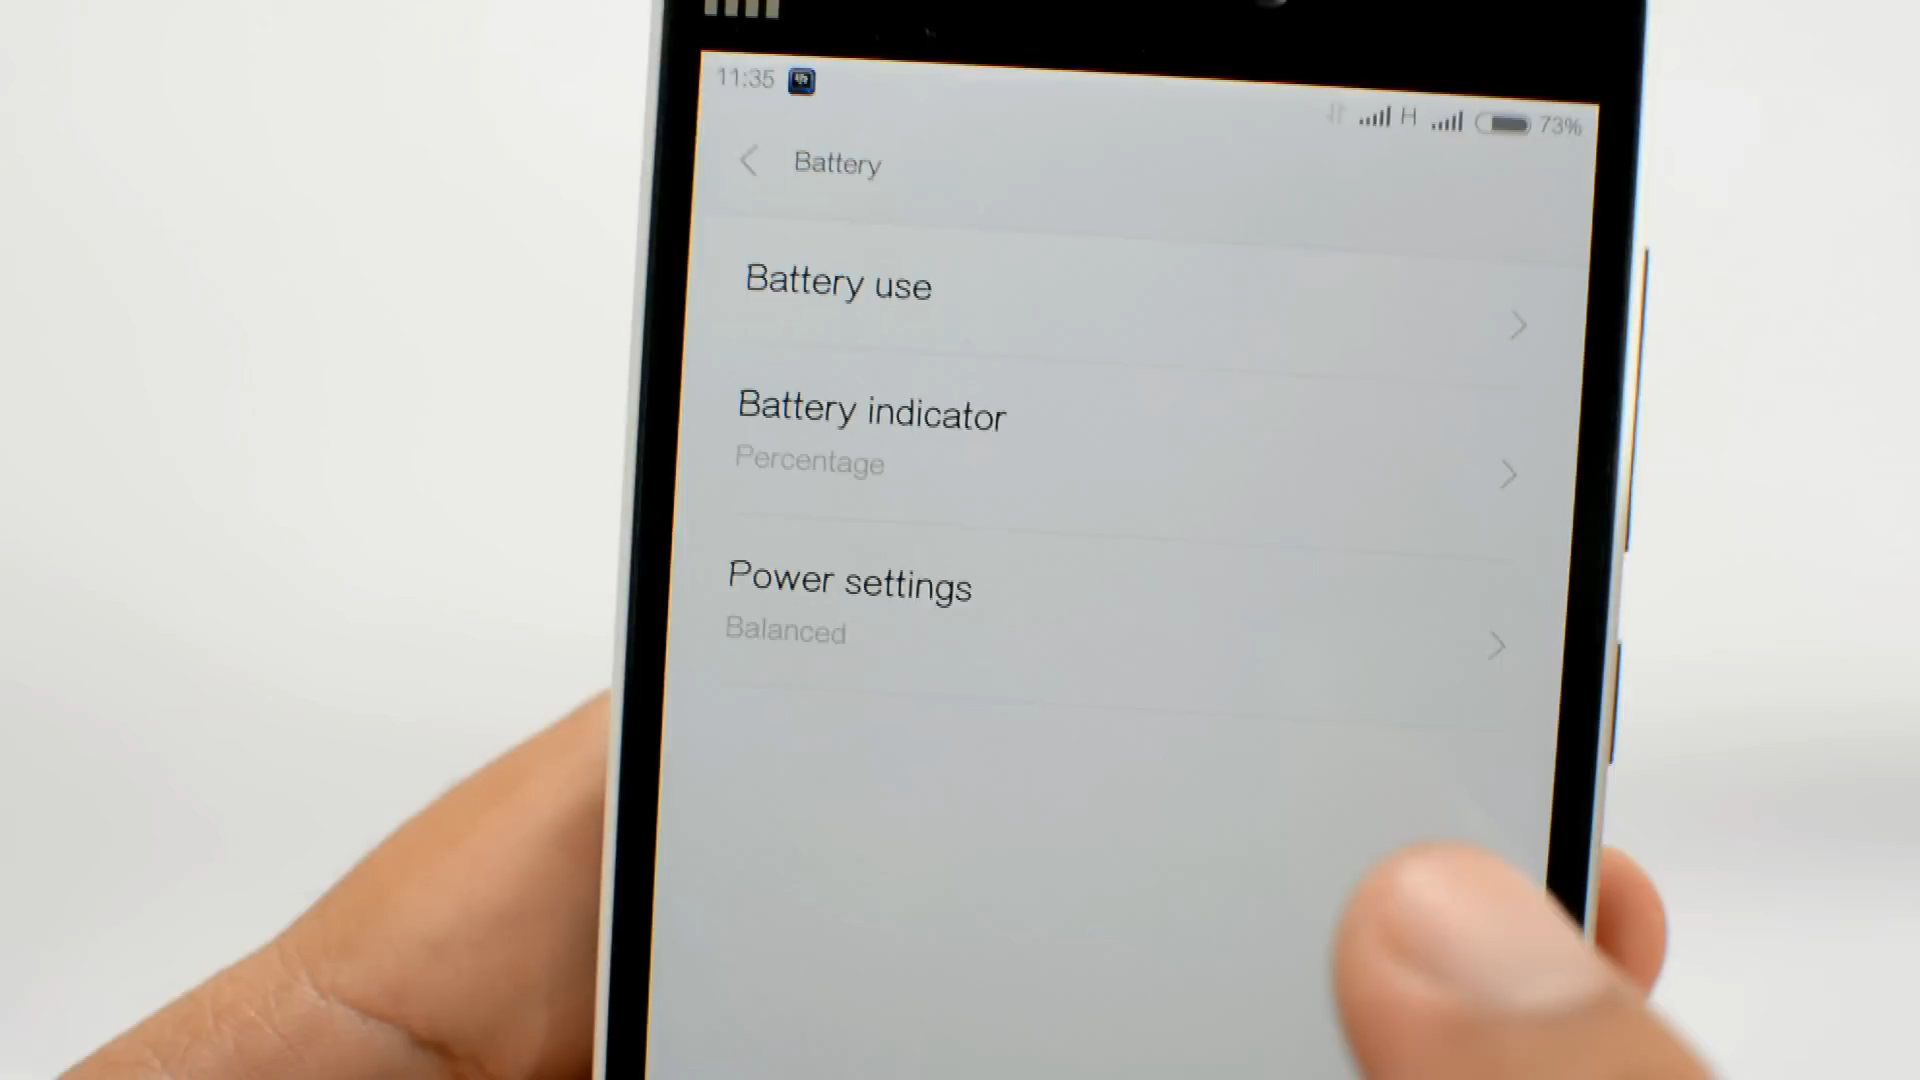 11:35 H 73%
Battery
Battery use
Battery indicator
Percentage
Power settings
Balanced